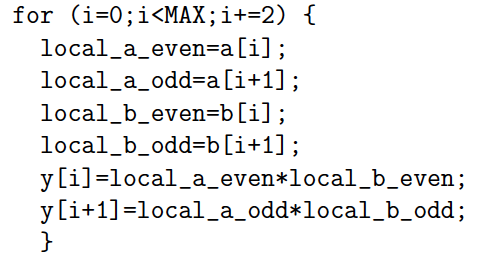 for (i=0;i<MAX;i+=2) {
  local_a_even=a[i];
  local_a_odd=a[i+1];
  local_b_even=b[i];
  local_b_odd=b[i+1];
  y[i]=local_a_even*local_b_even;
  y[i+1]=local_a_odd*local_b_odd;
  }